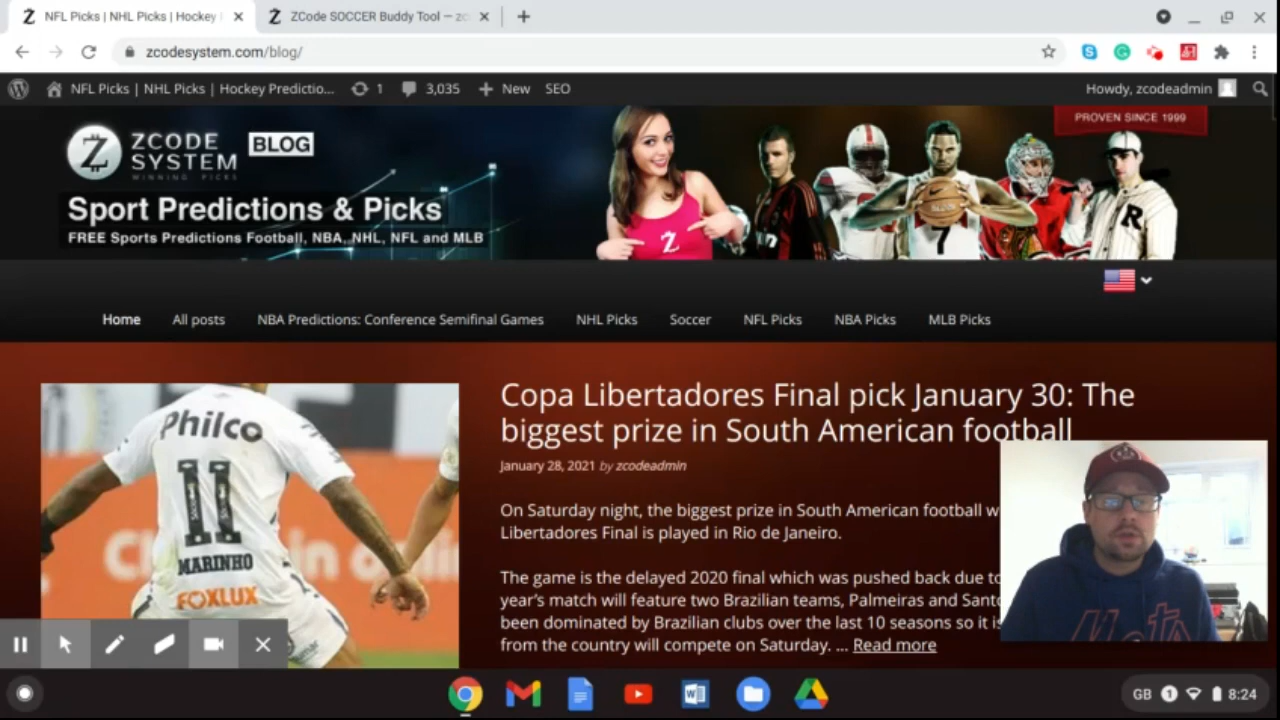 NFL Picks | NHL Picks | Hockey
ZCode SOCCER Buddy Tool — zc
zcodesystem.com/blog/
NFL Picks | NHL Picks | Hockey Predictio...
1
3,035
New
SEO
Howdy, zcodeadmin
PROVEN SINCE 1999
Z
ZCODE
SYSTEM
BLOG
WINNING PICKS
Sport Predictions & Picks
FREE Sports Predictions Football, NBA, NHL, NFL and MLB
Z
7
R
Home
All posts
NBA Predictions: Conference Semifinal Games
NHL Picks
Soccer
NFL Picks
NBA Picks
MLB Picks
Philco
11
MARINHO
FOXLUX
Copa Libertadores Final pick January 30: The
biggest prize in South American football
January 28, 2021 by zcodeadmin
On Saturday night, the biggest prize in South American football w
Libertadores Final is played in Rio de Janeiro.
The game is the delayed 2020 final which was pushed back due to
year's match will feature two Brazilian teams, Palmeiras and Santo
been dominated by Brazilian clubs over the last 10 seasons so it is
from the country will compete on Saturday. ... Read more
Mets
GB
1
8:24